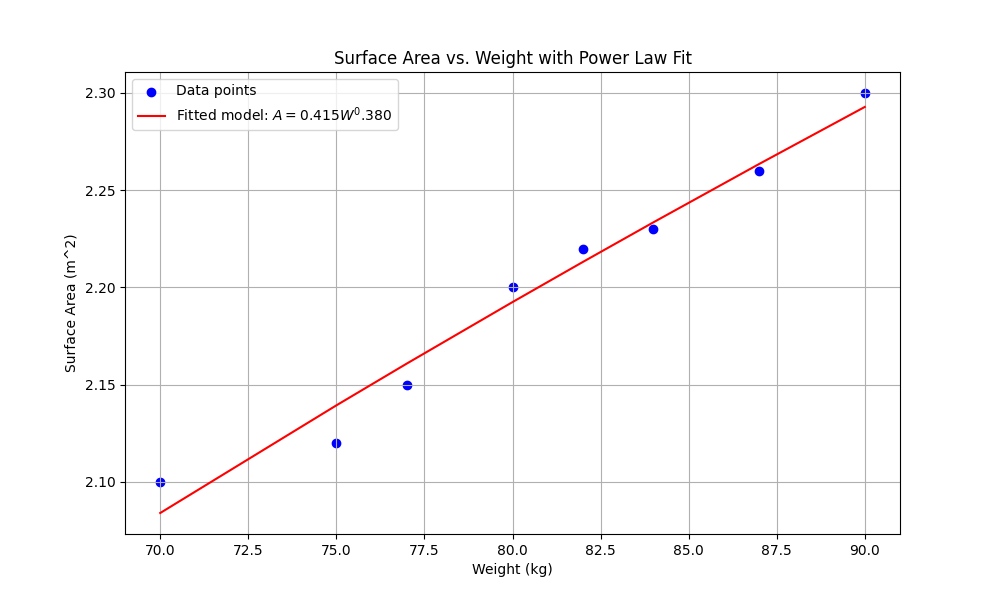 Surface Area vs. Weight with Power Law Fit
Data points
Fitted model: A = 0.415W⁰.380
2.30
2.25
2.20
2.15
2.10
Surface Area (m^2)
70.0 72.5 75.0 77.5 80.0 82.5 85.0 87.5 90.0
Weight (kg)